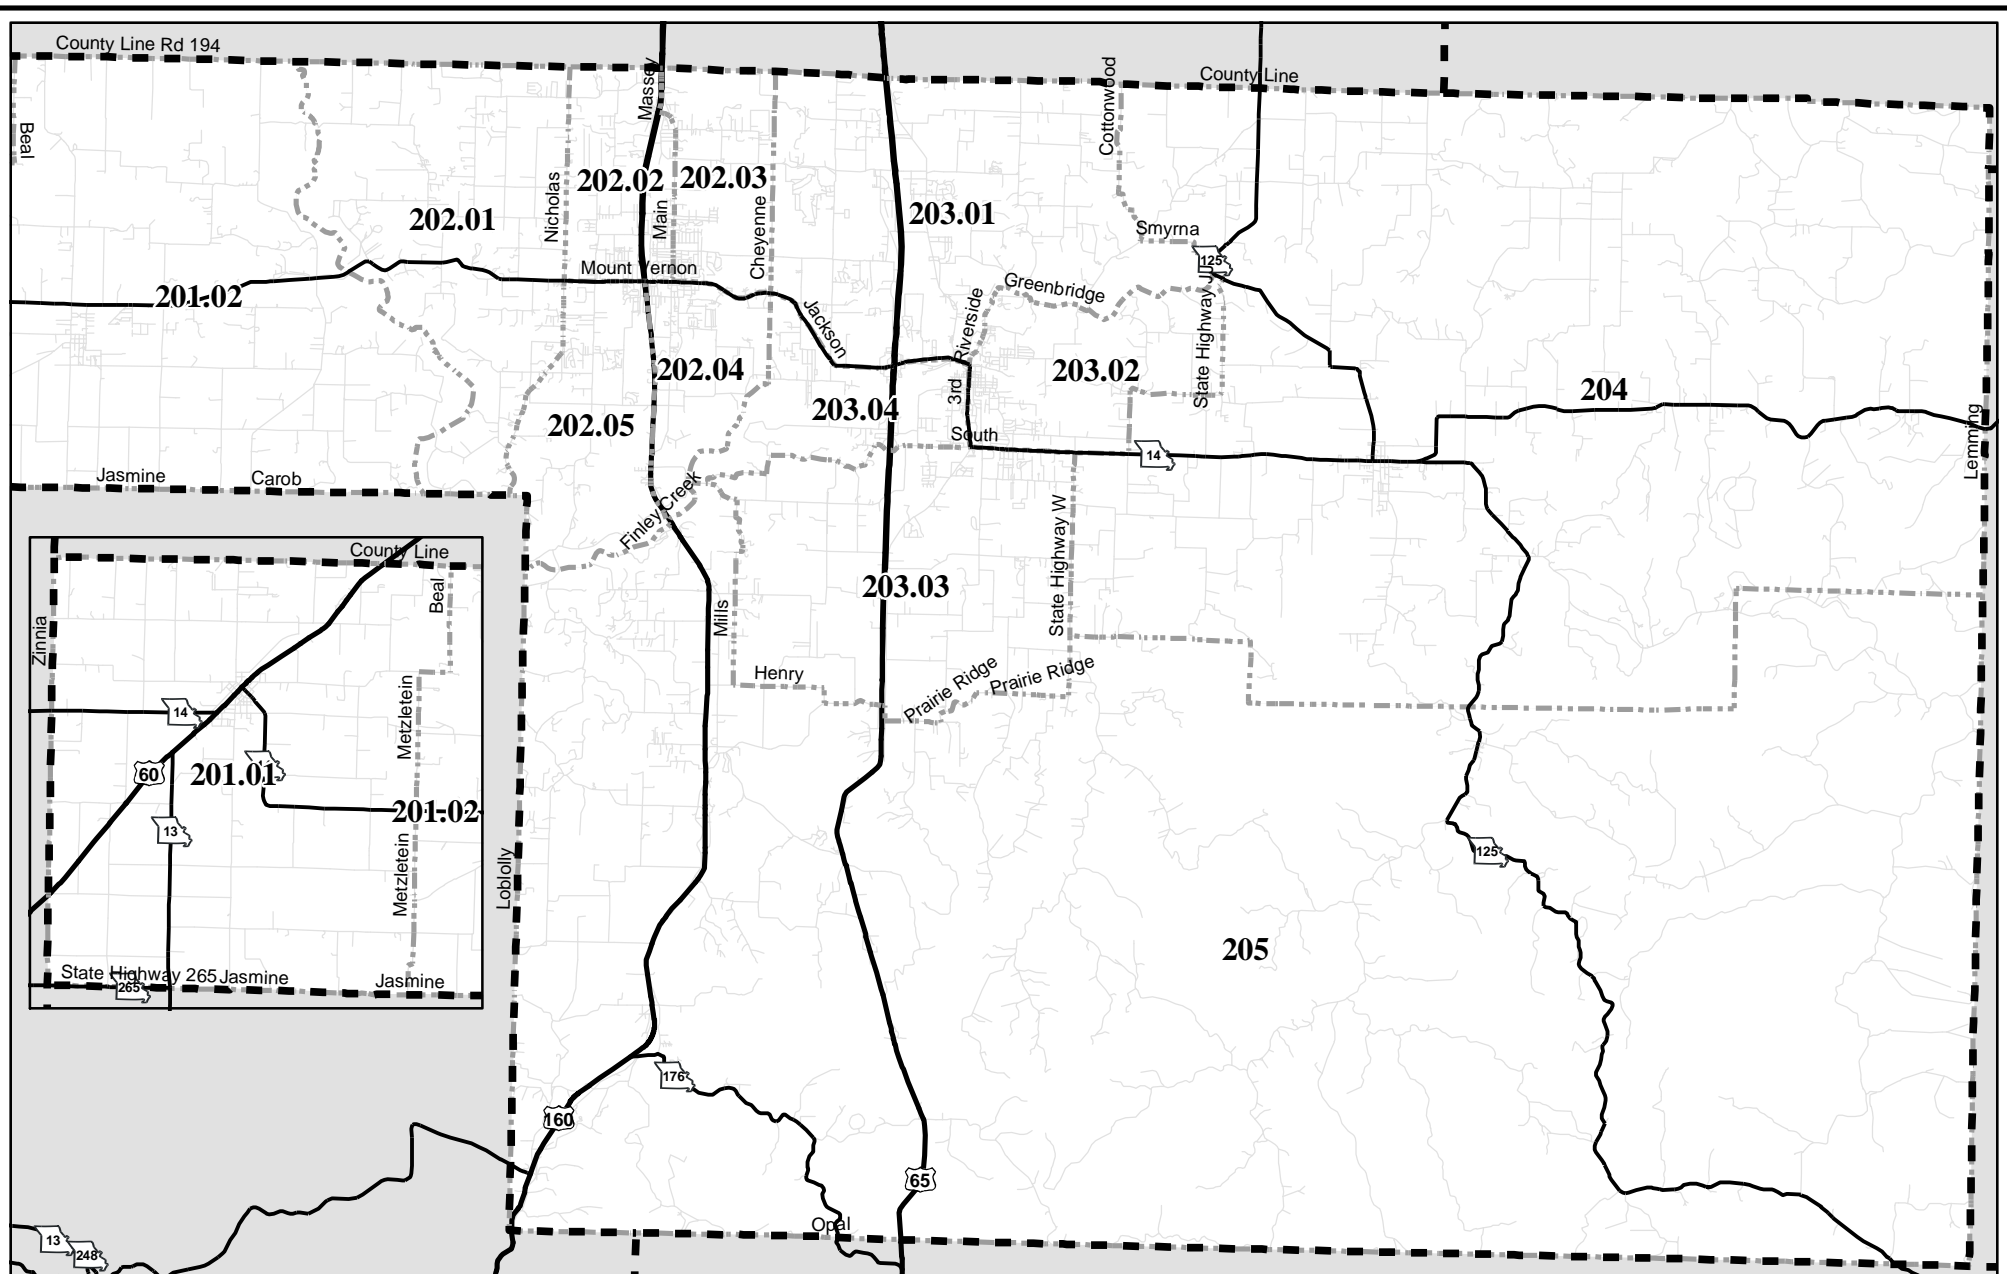 County Line Rd 194
Massey
Cottonwood
County Line
Beal
202.02
202.03
Nicholas
Main
Cheyenne
202.01
203.01
Smyrna
125
Mount Vernon
201.02
Greenbridge
State Highway JJ
Jackson
Riverside
202.04
203.02
3rd
203.04
204
202.05
South
14
Lemming
Jasmine
Carob
Finley Creek
State Highway W
203.03
Mills
Henry
Prairie Ridge
Prairie Ridge
County Line
Beal
Zinnia
14
Metzletein
60
201.01
13
201.02
Metzletein
Loblolly
State Highway 265
Jasmine
Jasmine
265
125
205
176
160
65
Opal
13
248